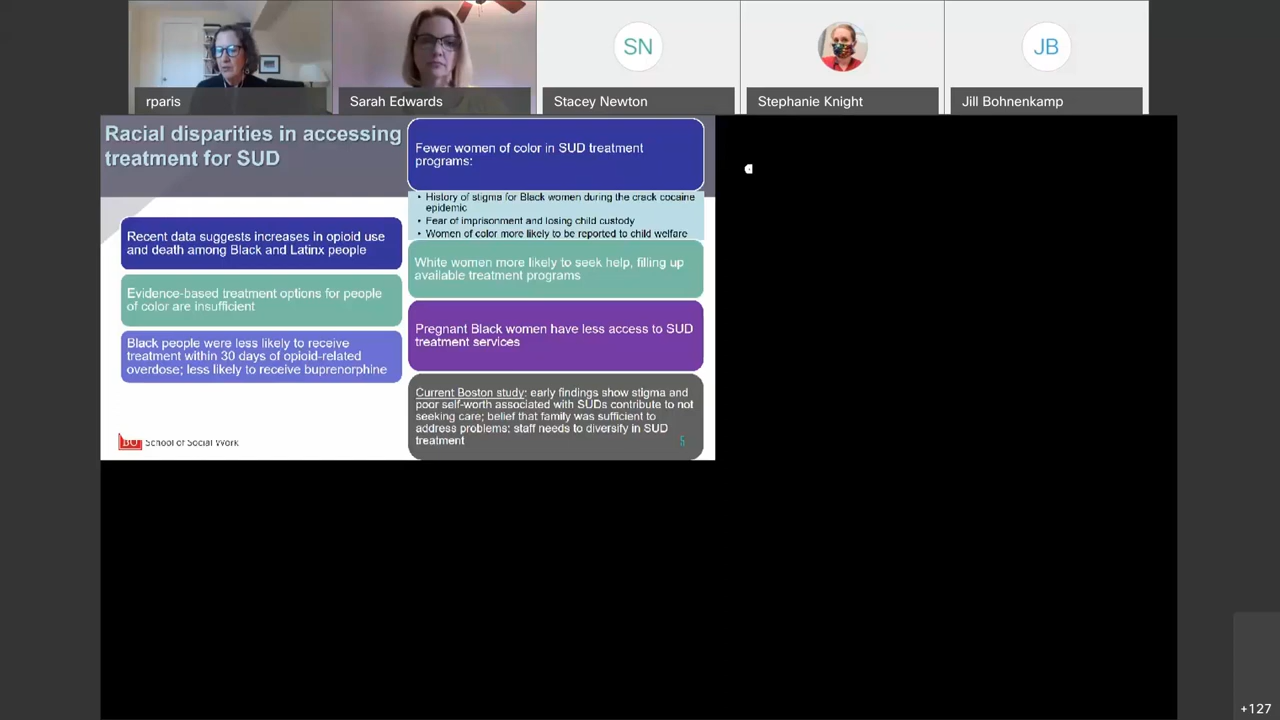 SN
JB
rparis
Sarah Edwards
Stacey Newton
Stephanie Knight
Jill Bohnenkamp
Racial disparities in accessing
treatment for SUD
Recent data suggests increases in opioid use
and death among Black and Latinx people
Evidence-based treatment options for people
of color are insufficient
Black people were less likely to receive
treatment within 30 days of opioid-related
overdose; less likely to receive buprenorphine
BU School of Social Work
Fewer women of color in SUD treatment
programs:
• History of stigma for Black women during the crack cocaine
epidemic
• Fear of imprisonment and losing child custody
• Women of color more likely to be reported to child welfare
White women more likely to seek help, filling up
available treatment programs
Pregnant Black women have less access to SUD
treatment services
Current Boston study: early findings show stigma and
poor self-worth associated with SUDs contribute to not
seeking care; belief that family was sufficient to
address problems; staff needs to diversify in SUD
treatment
5
+127